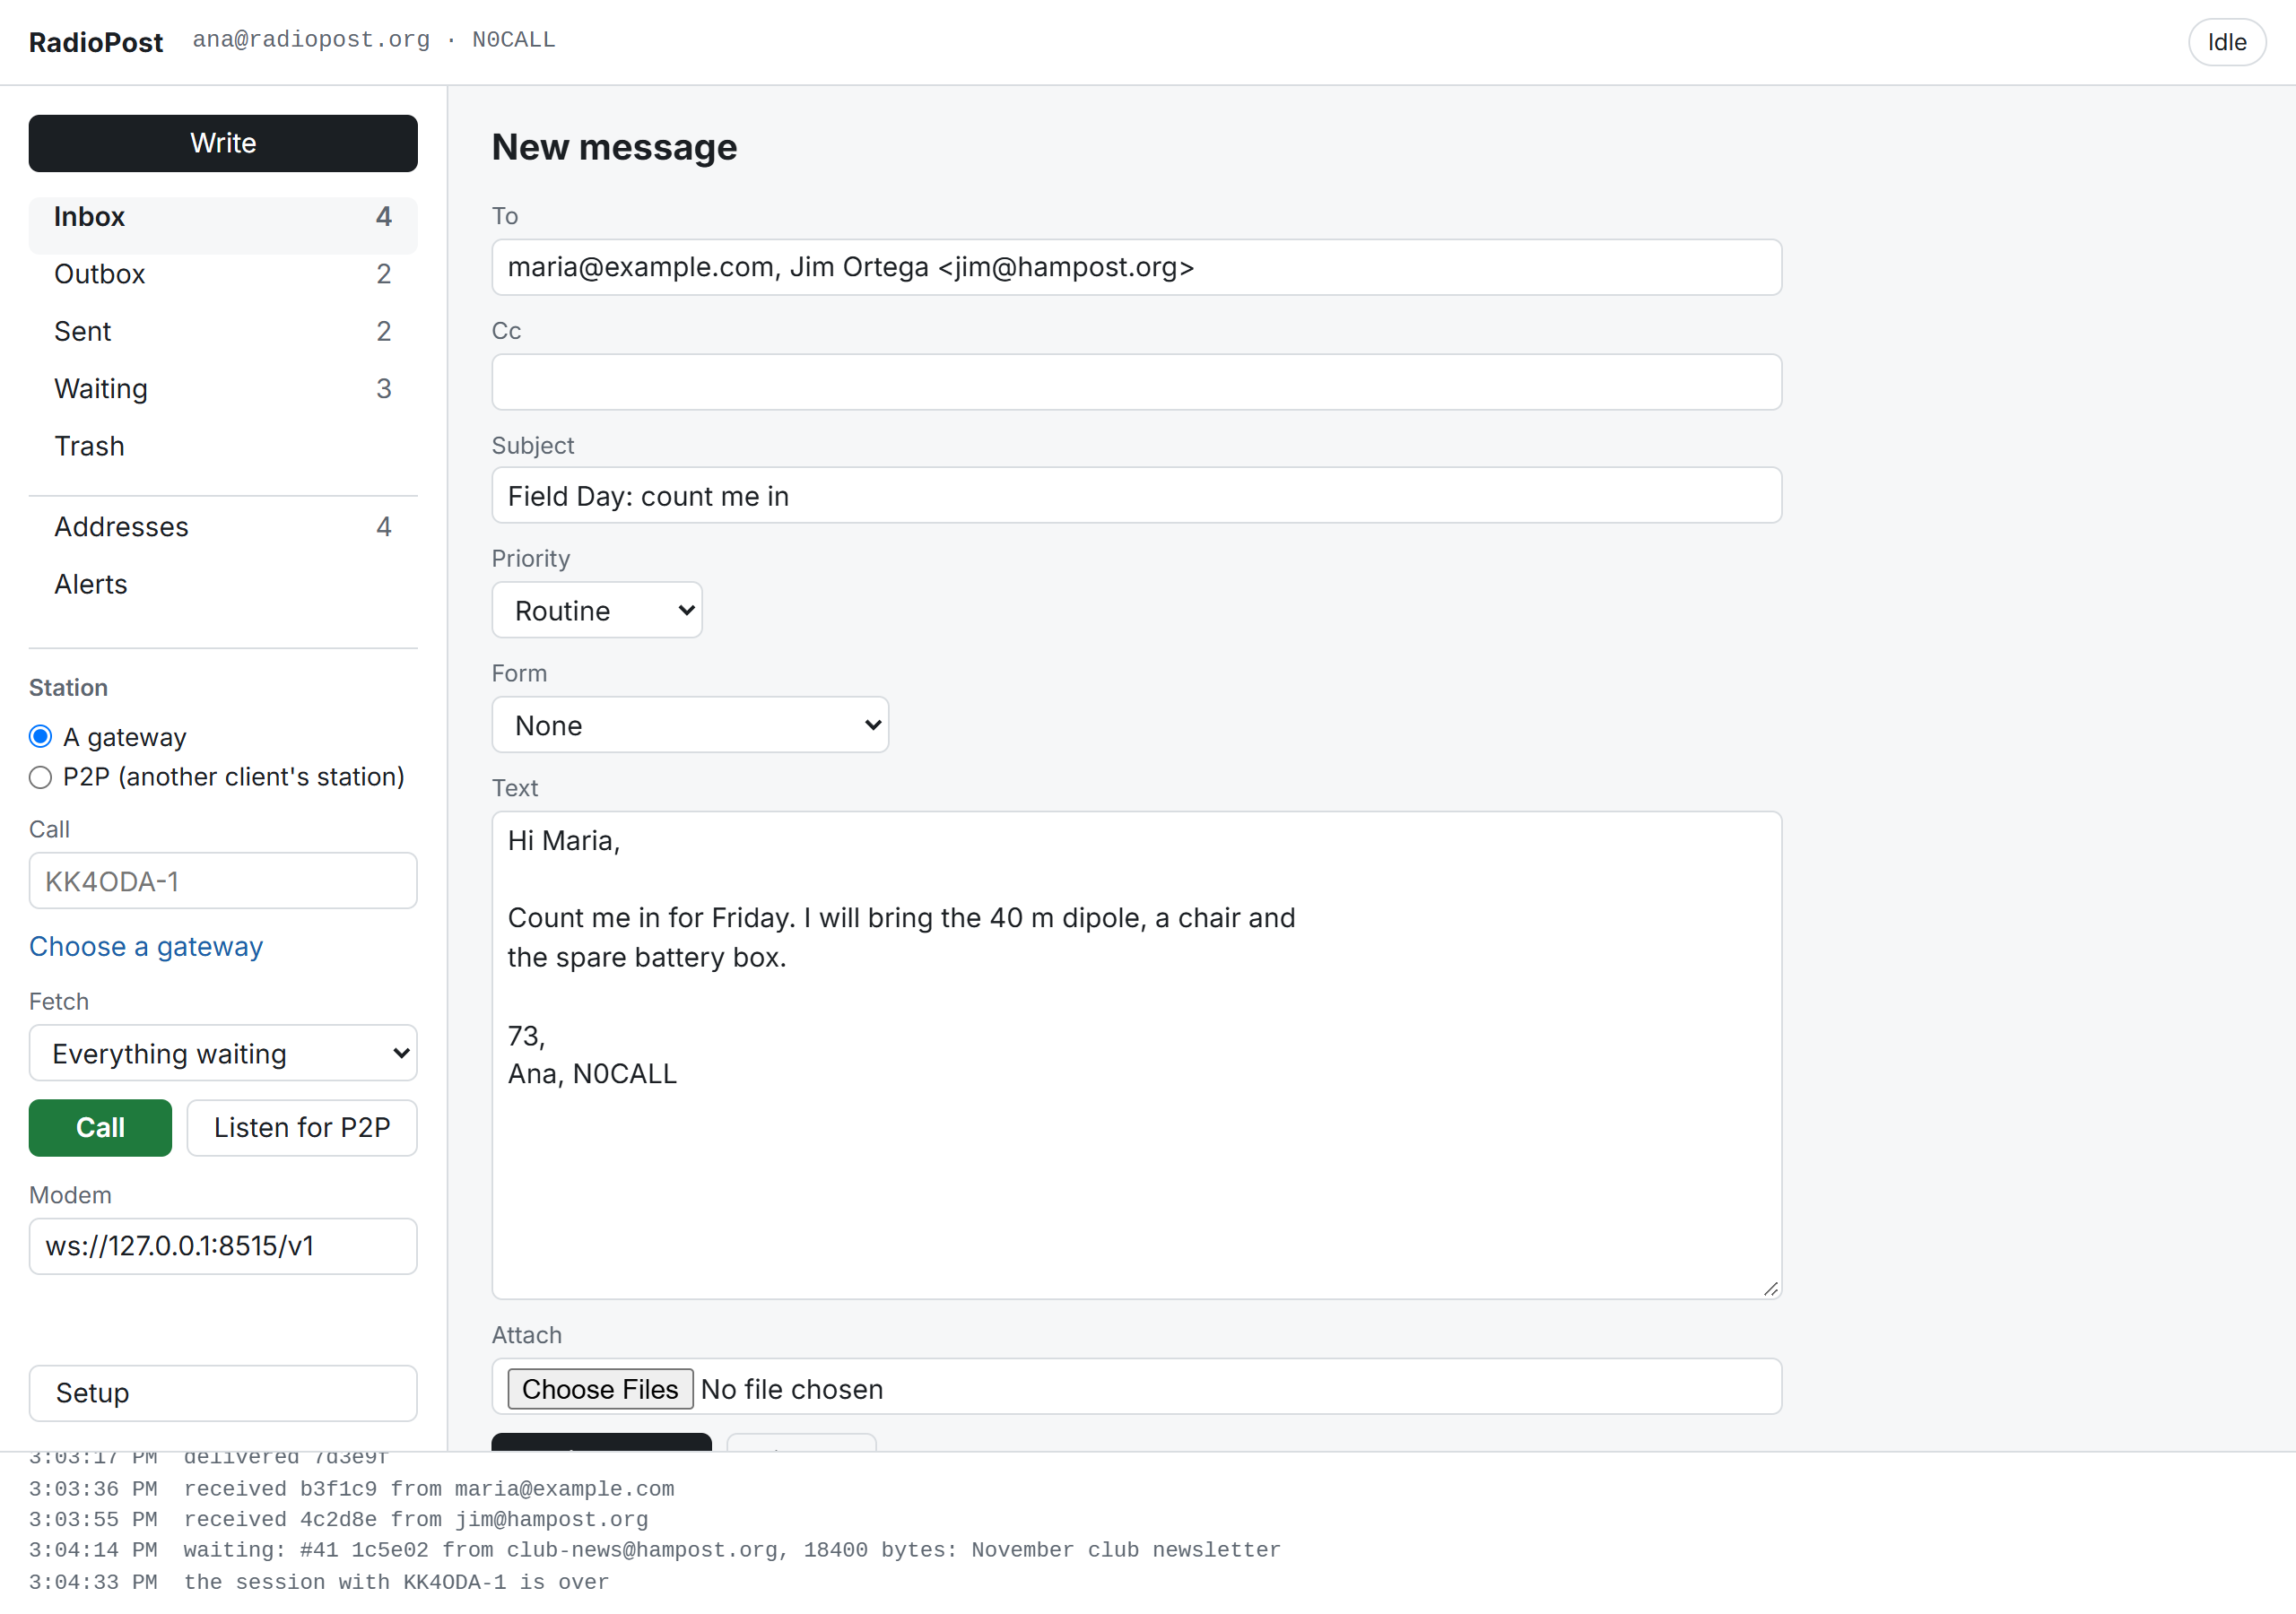 RadioPost ana@radiopost.org · N0CALL Idle
Write
Inbox 4
Outbox 2
Sent 2
Waiting 3
Trash
Addresses 4
Alerts
Station
A gateway
P2P (another client's station)
Call
KK4ODA-1
Choose a gateway
Fetch
Everything waiting
Call Listen for P2P
Modem
ws://127.0.0.1:8515/v1
Setup
New message
To
maria@example.com, Jim Ortega <jim@hampost.org>
Cc
Subject
Field Day: count me in
Priority
Routine
Form
None
Text
Hi Maria,
Count me in for Friday. I will bring the 40 m dipole, a chair and
the spare battery box.
73,
Ana, N0CALL
Attach
Choose Files No file chosen
3:03:17 PM delivered 7d3e9f
3:03:36 PM received b3f1c9 from maria@example.com
3:03:55 PM received 4c2d8e from jim@hampost.org
3:04:14 PM waiting: #41 1c5e02 from club-news@hampost.org, 18400 bytes: November club newsletter
3:04:33 PM the session with KK4ODA-1 is over